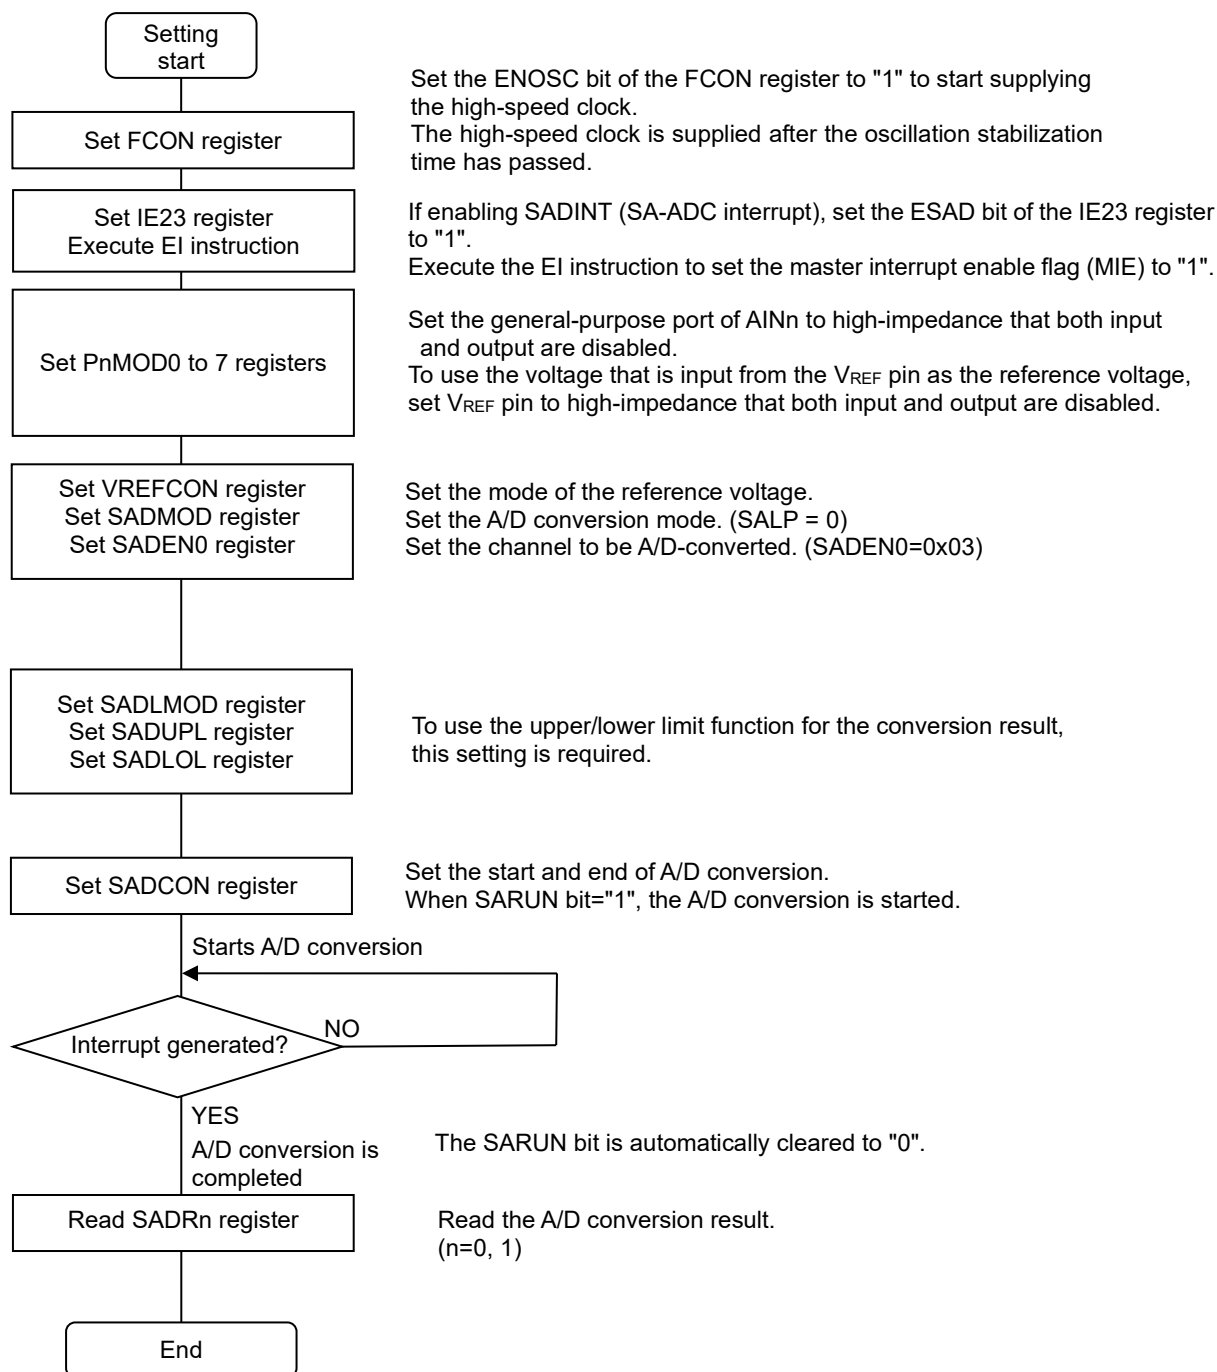 Setting
start
Set the ENOSC bit of the FCON register to "1" to start supplying
the high-speed clock.
The high-speed clock is supplied after the oscillation stabilization
time has passed.
Set FCON register
Set IE23 register
Execute EI instruction
If enabling SADINT (SA-ADC interrupt), set the ESAD bit of the IE23 register
to "1".
Execute the EI instruction to set the master interrupt enable flag (MIE) to "1".
Set PnMOD0 to 7 registers
Set the general-purpose port of AINn to high-impedance that both input
and output are disabled.
To use the voltage that is input from the VREF pin as the reference voltage,
set VREF pin to high-impedance that both input and output are disabled.
Set VREFCON register
Set SADMOD register
Set SADEN0 register
Set the mode of the reference voltage.
Set the A/D conversion mode. (SALP = 0)
Set the channel to be A/D-converted. (SADEN0=0x03)
Set SADLMOD register
Set SADUPL register
Set SADLOL register
To use the upper/lower limit function for the conversion result,
this setting is required.
Set SADCON register
Set the start and end of A/D conversion.
When SARUN bit="1", the A/D conversion is started.
Starts A/D conversion
NO
Interrupt generated?
YES
A/D conversion is
completed
The SARUN bit is automatically cleared to "0".
Read SADRn register
Read the A/D conversion result.
(n=0, 1)
End